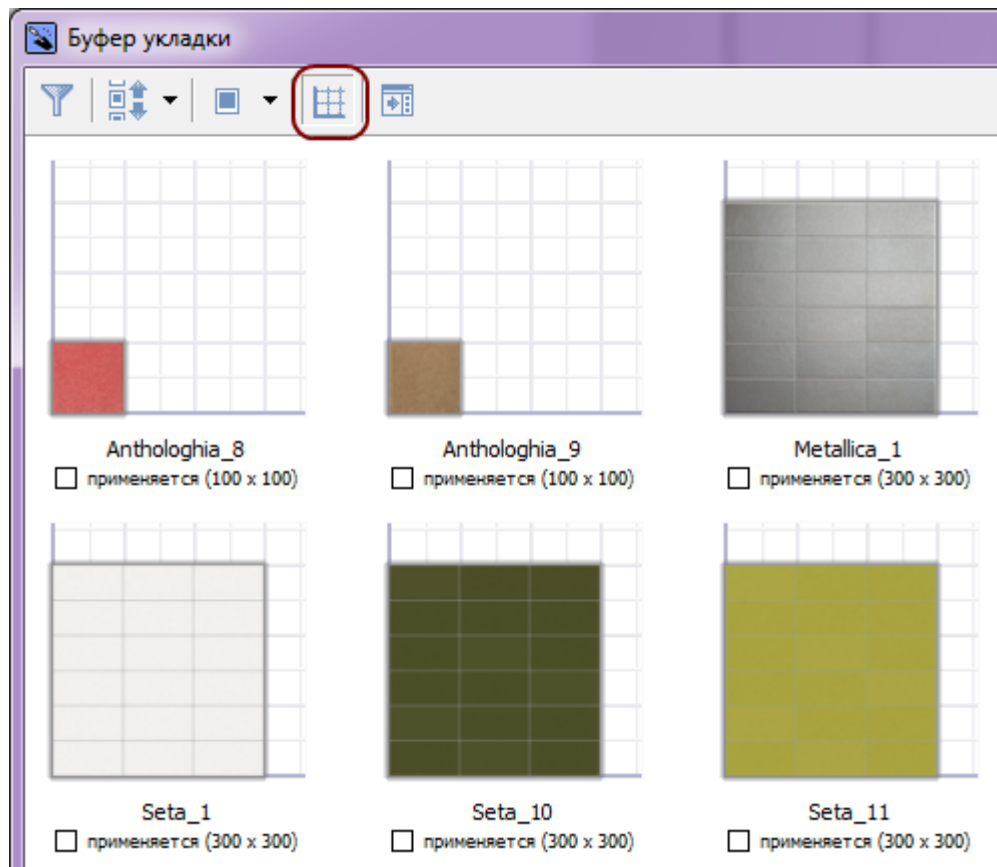 Буфер укладки
Anthologhia_8 Anthologhia_9 Metallica_1
применяется (100 x 100) применяется (100 x 100) применяется (300 x 300)
Seta_1 Seta_10 Seta_11
применяется (300 x 300) применяется (300 x 300) применяется (300 x 300)